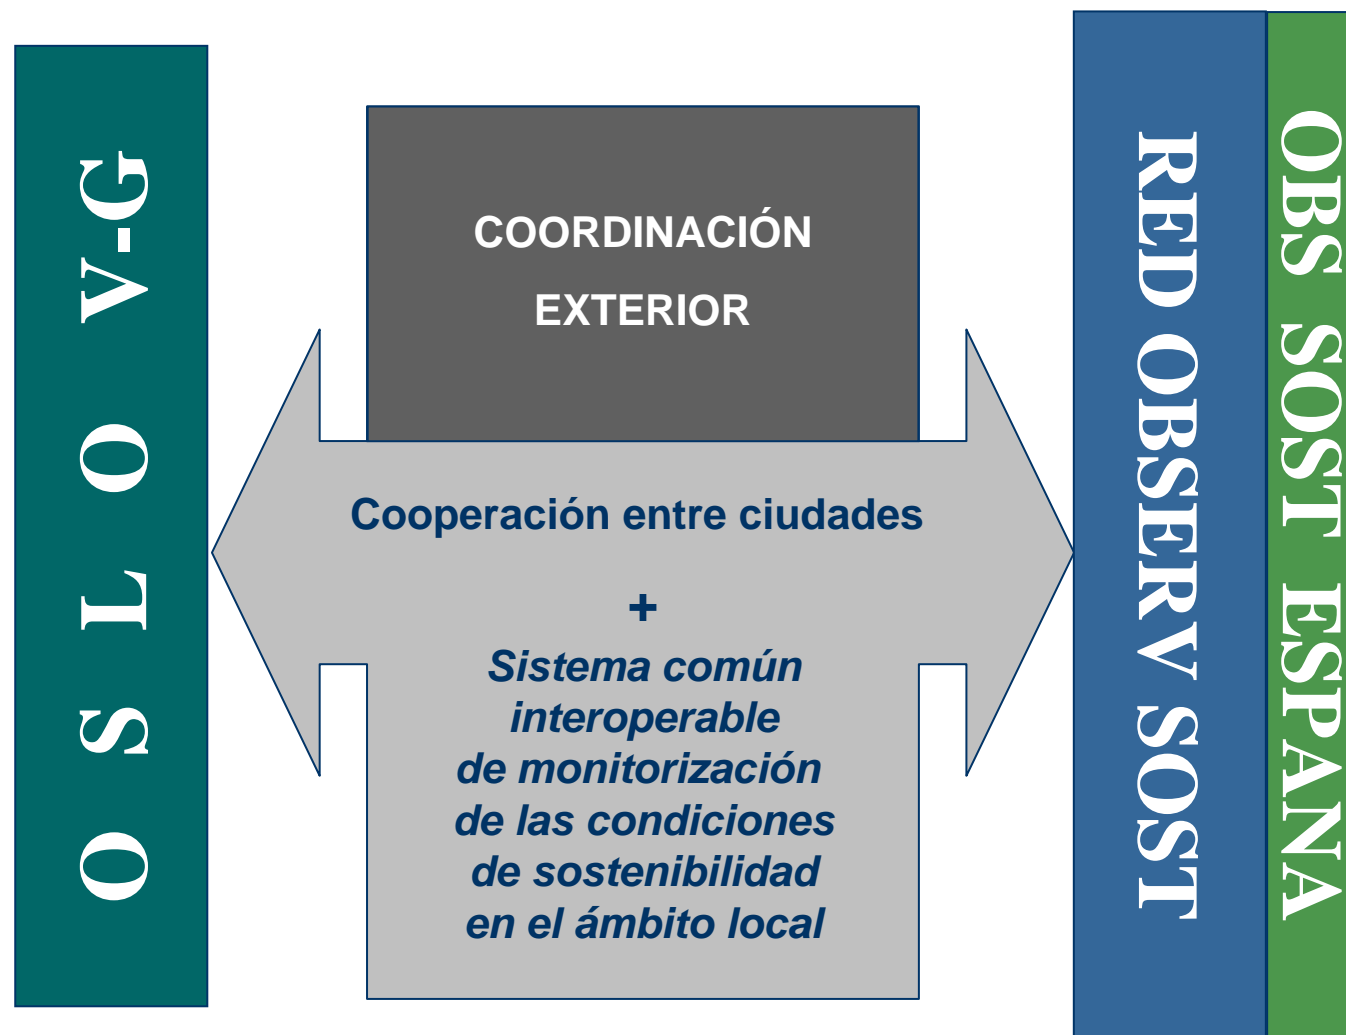 O S L O V-G
COORDINACIÓN
EXTERIOR
Cooperación entre ciudades
+
Sistema común
interoperable
de monitorización
de las condiciones
de sostenibilidad
en el ámbito local
RED OBSERV SOST
OBS SOST ESPANA